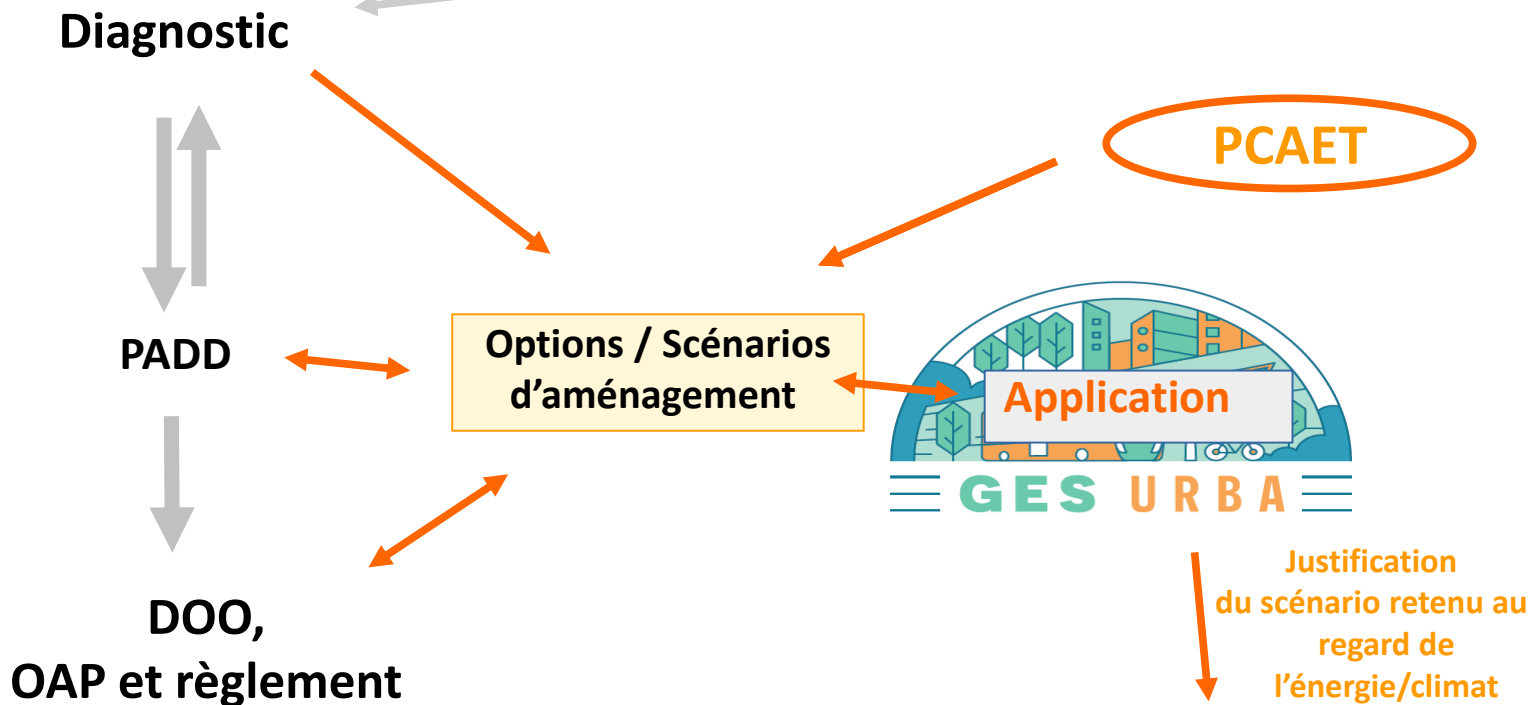 Diagnostic
PCAET
PADD
Options / Scénarios
d’aménagement
Application
GES URBA
Justification
du scénario retenu au
regard de
l’énergie/climat
DOO,
OAP et règlement